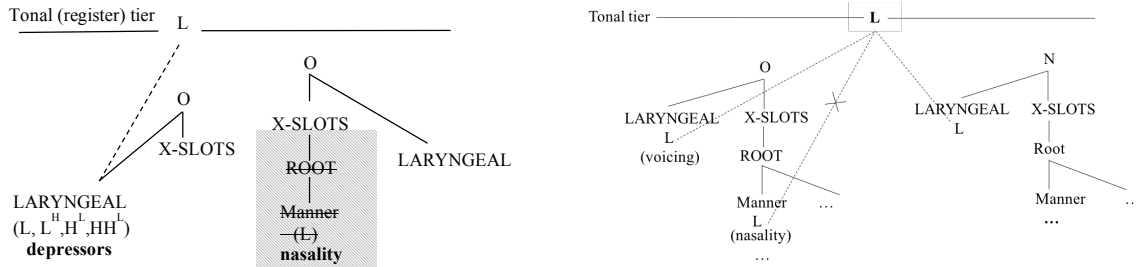 Tonal (register) tier L
O
O
X-SLOTS
X-SLOTS
ROOT
LARYNGEAL
LARYNGEAL
Manner
(L, L^H, H^L, HH^L)
(L)
depressors
nasality
Tonal tier L
O
N
LARYNGEAL
X-SLOTS
LARYNGEAL
X-SLOTS
L
L
(voicing)
ROOT
Root
Manner
...
Manner
..
L
(nasality)
...
...